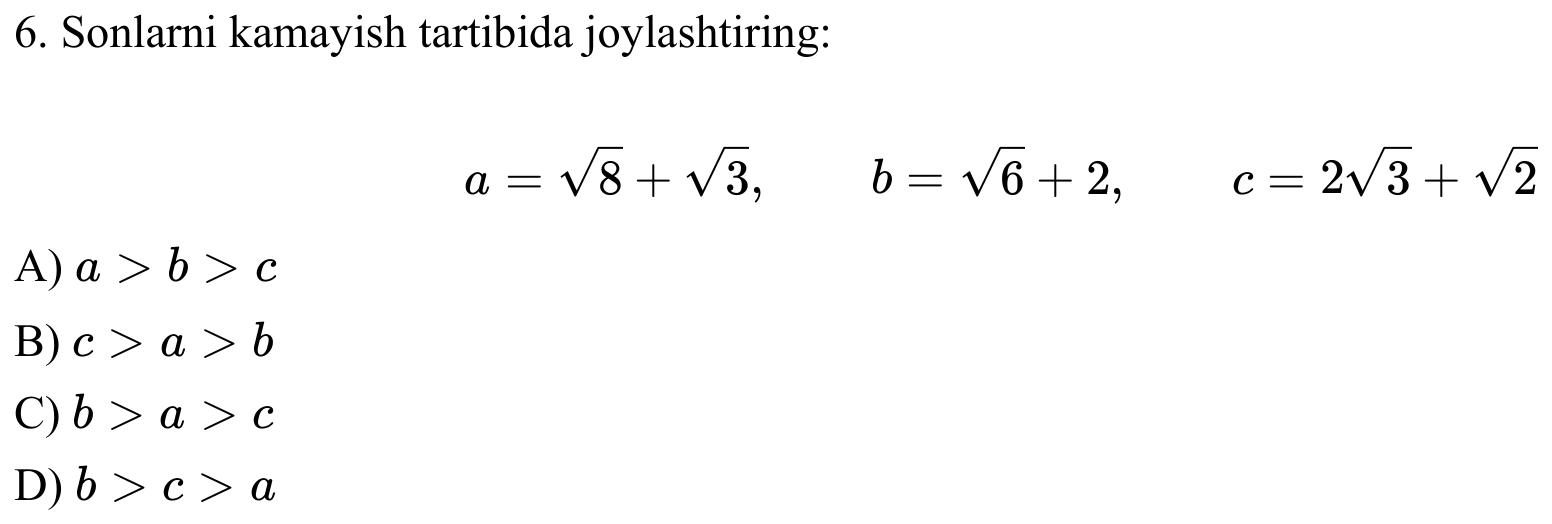 6. Sonlarni kamayish tartibida joylashtiring:
a = √8 + √3, b = √6 + 2, c = 2√3 + √2
A) a > b > c
B) c > a > b
C) b > a > c
D) b > c > a